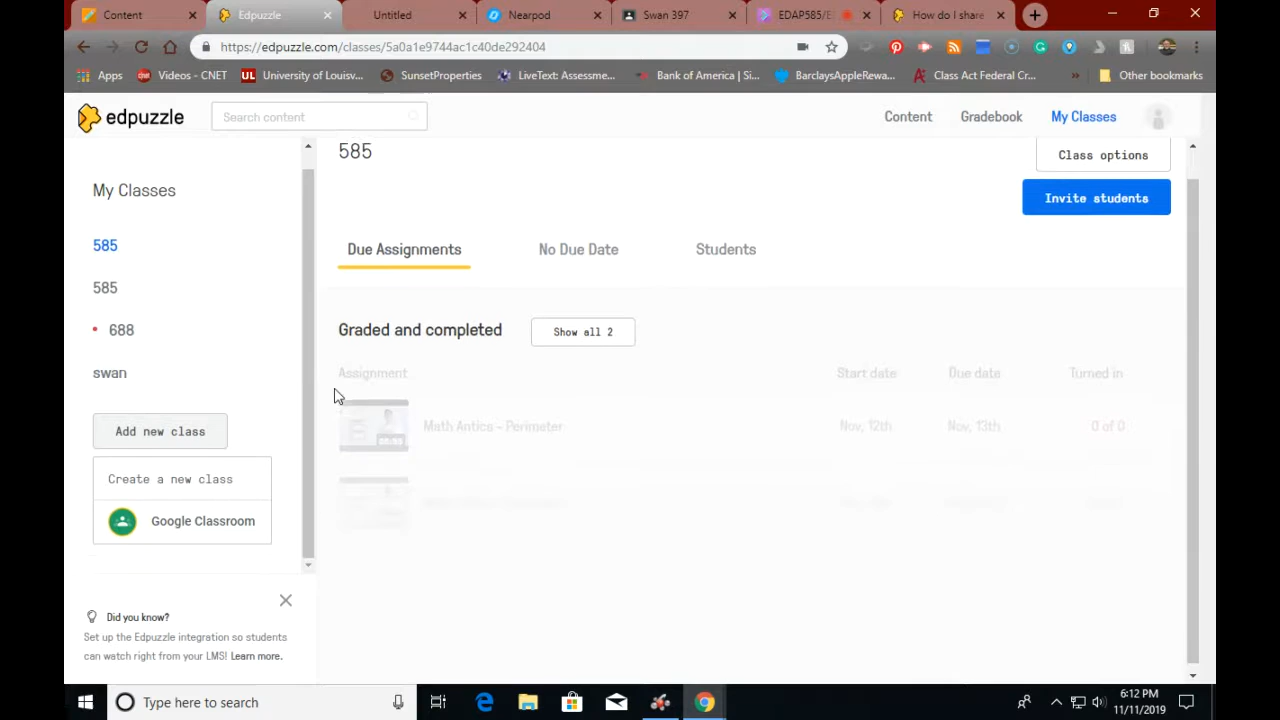 Content
Edpuzzle
Untitled
Nearpod
Swan 397
EDAP585/E
How do I share
https://edpuzzle.com/classes/5a0a1e9744ac1c40de292404
Apps
Videos - CNET
University of Louisv...
SunsetProperties
LiveText: Assessme...
Bank of America | Si...
BarclaysAppleRewa...
Class Act Federal Cr...
»
Other bookmarks
edpuzzle
Search content
Content
Gradebook
My Classes
585
Class options
Invite students
My Classes
585
585
688
swan
Add new class
Create a new class
Google Classroom
Due Assignments
No Due Date
Students
Graded and completed
Show all 2
Assignment
Start date
Due date
Turned in
Math Antics - Perimeter
Nov, 12th
Nov, 13th
0 of 0
Did you know?
Set up the Edpuzzle integration so students
can watch right from your LMS! Learn more.
Type here to search
6:12 PM
11/11/2019